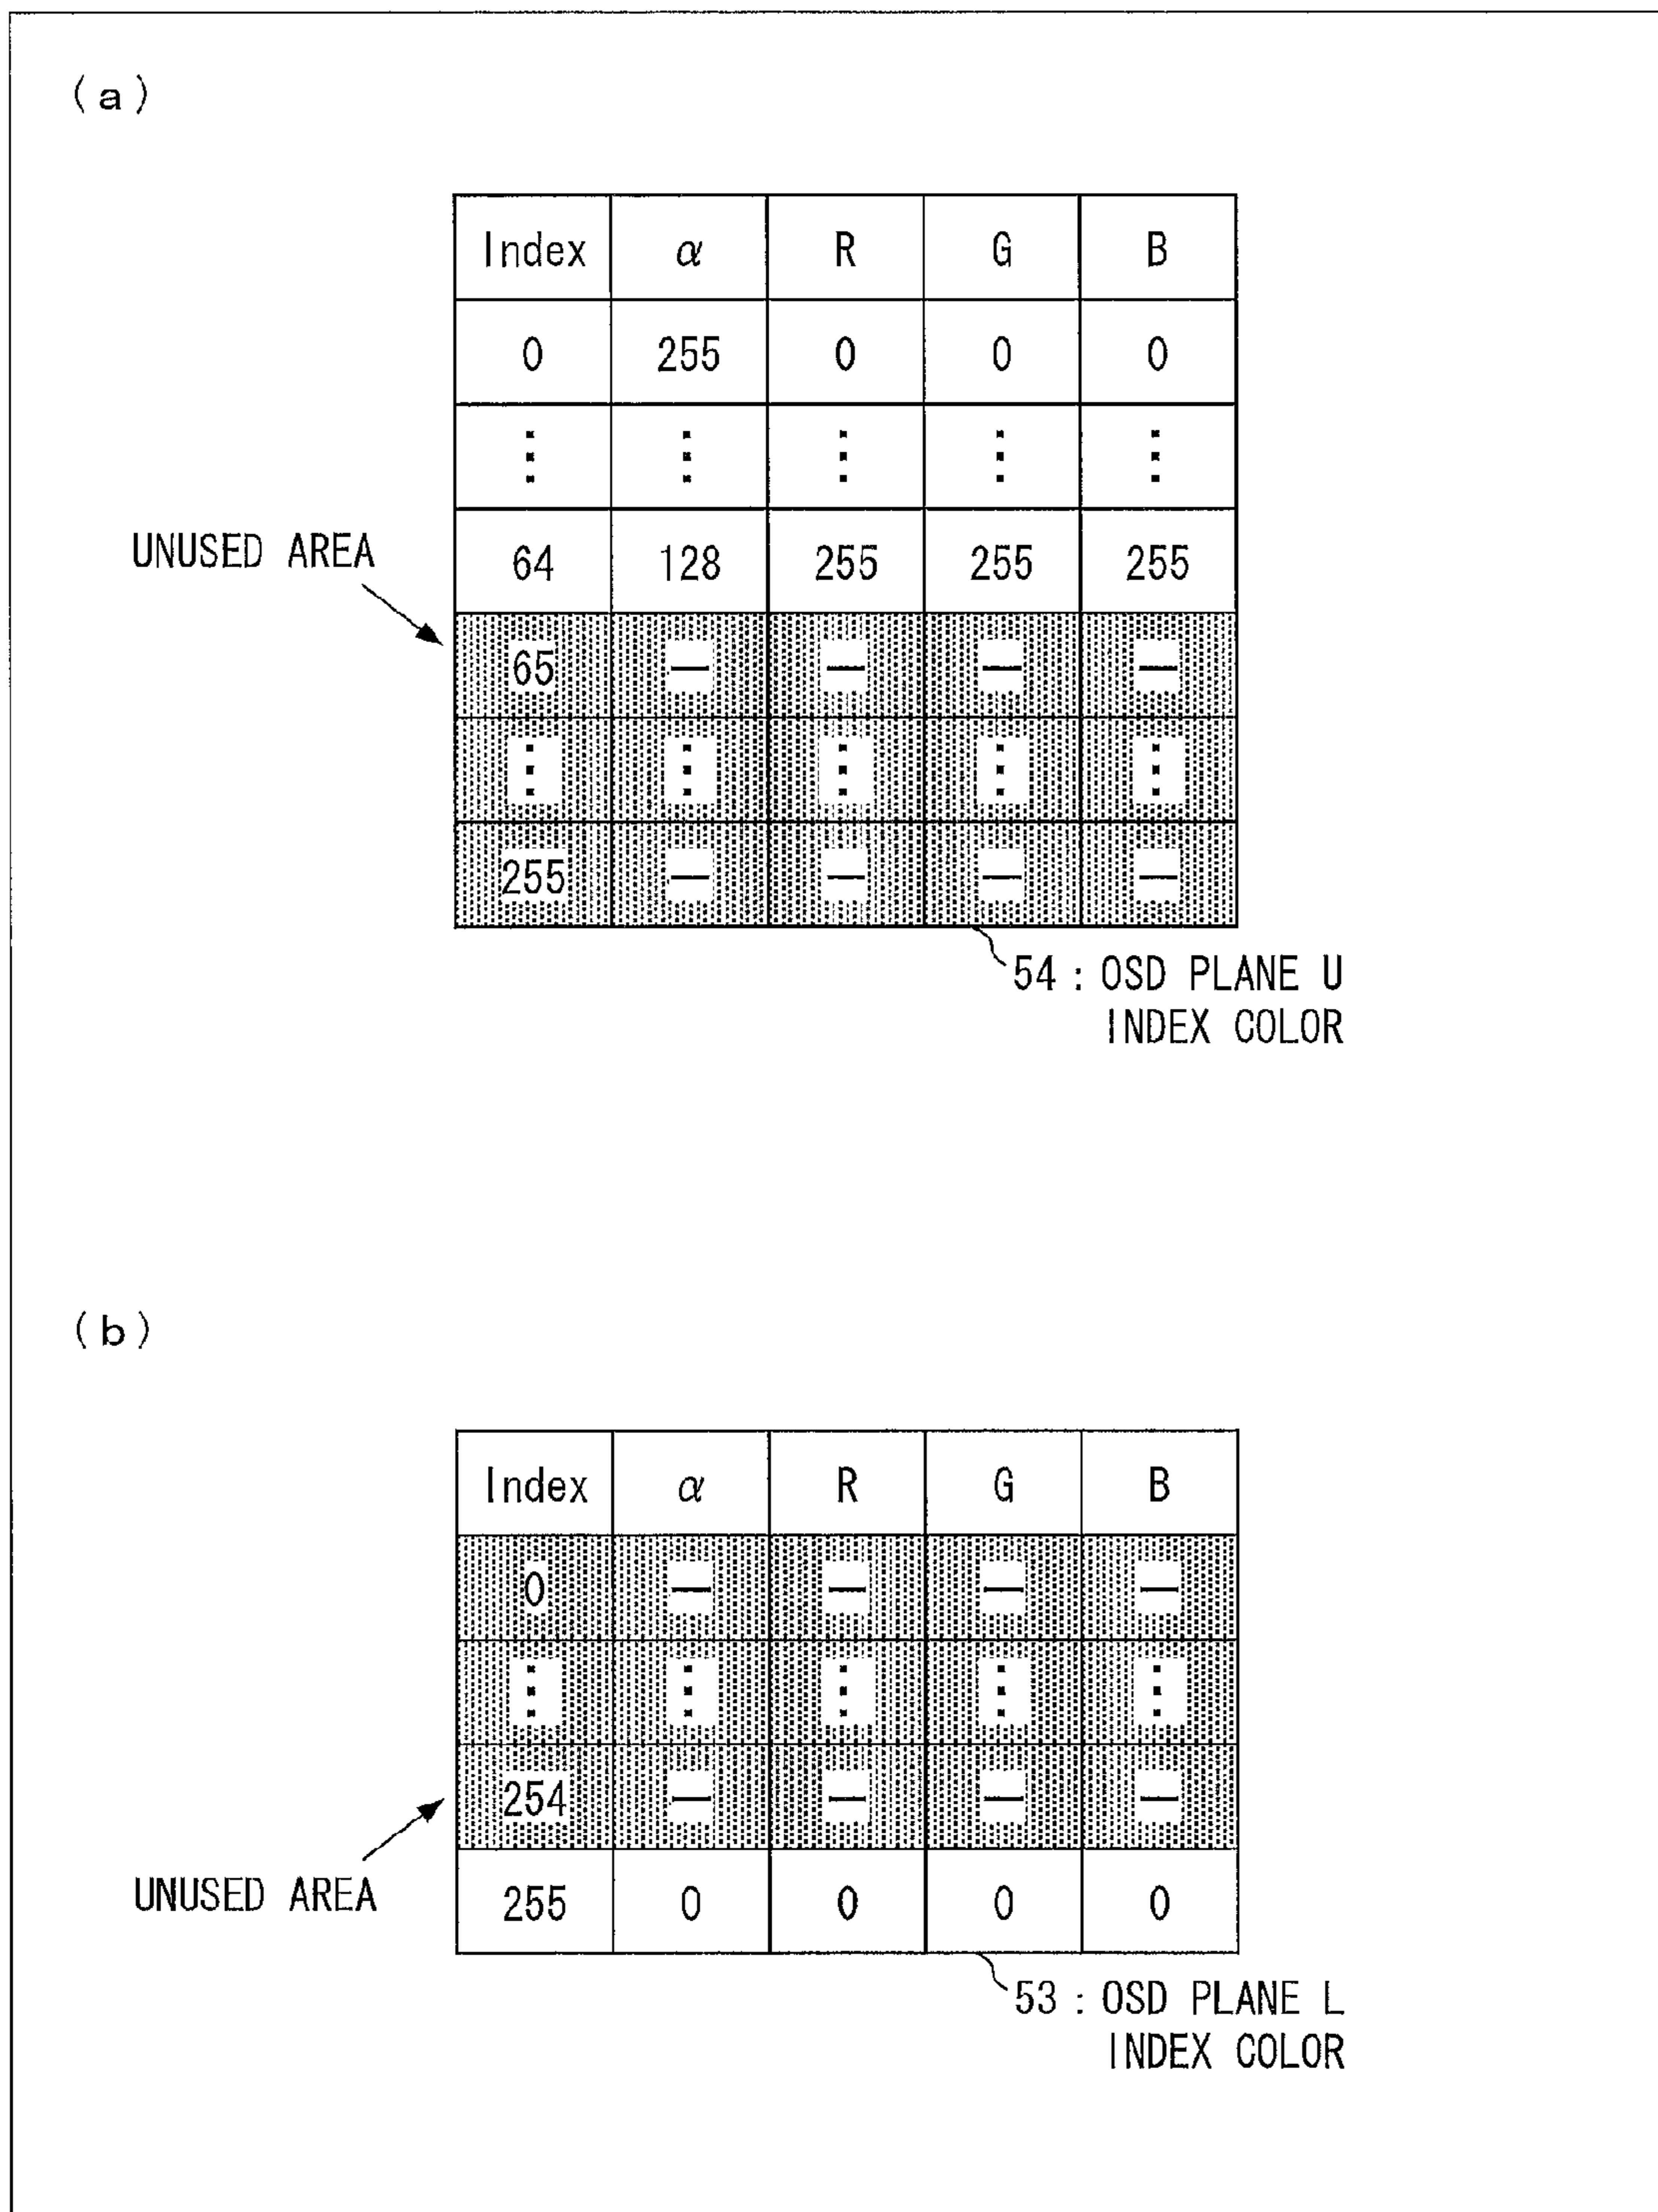 (a)
Index α R G B
0 255 0 0 0
⋮ ⋮ ⋮ ⋮ ⋮
64 128 255 255 255
UNUSED AREA
65 — — — —
⋮ ⋮ ⋮ ⋮ ⋮
255 — — — —
54 : OSD PLANE U
INDEX COLOR
(b)
Index α R G B
0 — — — —
⋮ ⋮ ⋮ ⋮ ⋮
254 — — — —
UNUSED AREA
255 0 0 0 0
53 : OSD PLANE L
INDEX COLOR